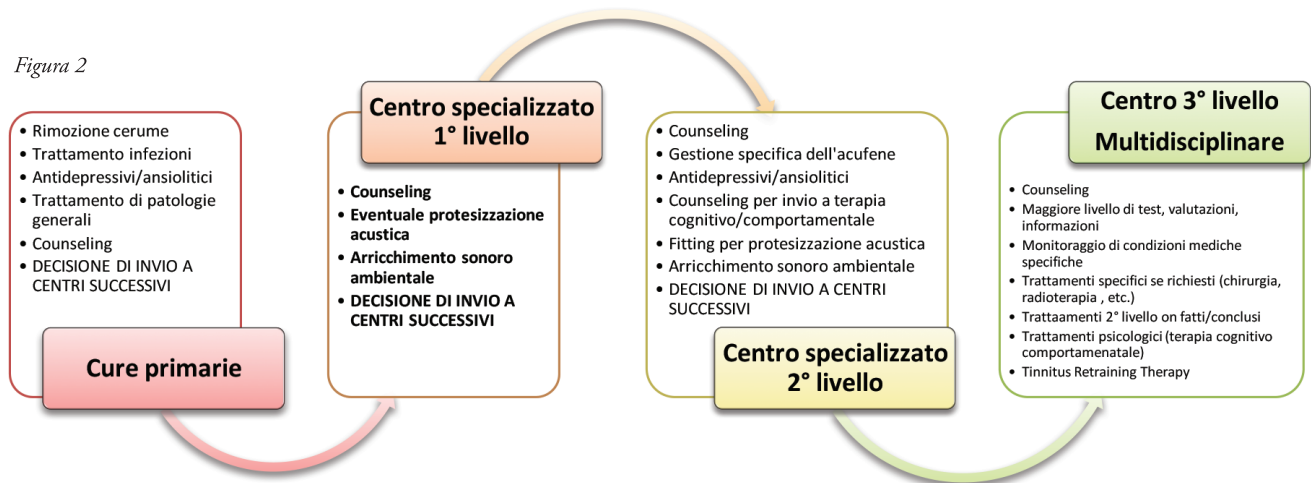 Figura 2
• Rimozione cerume
• Trattamento infezioni
• Antidepressivi/ansiolitici
• Trattamento di patologie
generali
• Counseling
• DECISIONE DI INVIO A
CENTRI SUCCESSIVI
Cure primarie
Centro specializzato
1° livello
• Counseling
• Eventuale protesizzazione
acustica
• Arricchimento sonoro
ambientale
• DECISIONE DI INVIO A
CENTRI SUCCESSIVI
• Counseling
• Gestione specifica dell'acufene
• Antidepressivi/ansiolitici
• Counseling per invio a terapia
cognitivo/comportamentale
• Fitting per protesizzazione acustica
• Arricchimento sonoro ambientale
• DECISIONE DI INVIO A CENTRI
SUCCESSIVI
Centro specializzato
2° livello
Centro 3° livello
Multidisciplinare
• Counseling
• Maggiore livello di test, valutazioni,
informazioni
• Monitoraggio di condizioni mediche
specifiche
• Trattamenti specifici se richiesti (chirurgia,
radioterapia , etc.)
• Trattaamenti 2° livello on fatti/conclusi
• Trattamenti psicologici (terapia cognitivo
comportamenatale)
• Tinnitus Retraining Therapy